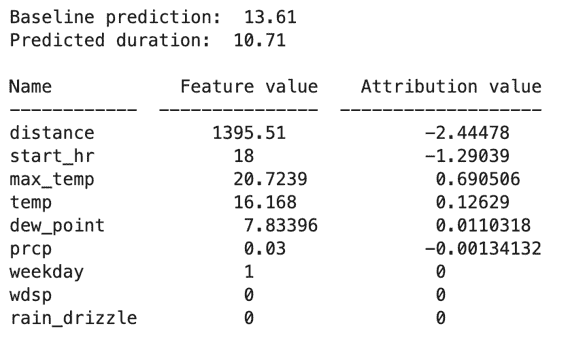 Baseline prediction:  13.61
Predicted duration:  10.71
Name            Feature value    Attribution value
------------  ---------------  -------------------
distance           1395.51             -2.44478
start_hr             18                -1.29039
max_temp             20.7239            0.690506
temp                 16.168             0.12629
dew_point             7.83396           0.0110318
prcp                  0.03             -0.00134132
weekday               1                 0
wdsp                  0                 0
rain_drizzle          0                 0